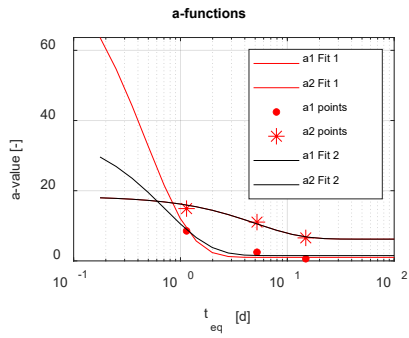 a-functions
60
40
20
0
a-value [-]
10^-1
10^0
10^1
10^2
t_eq [d]
a1 Fit 1
a2 Fit 1
a1 points
a2 points
a1 Fit 2
a2 Fit 2